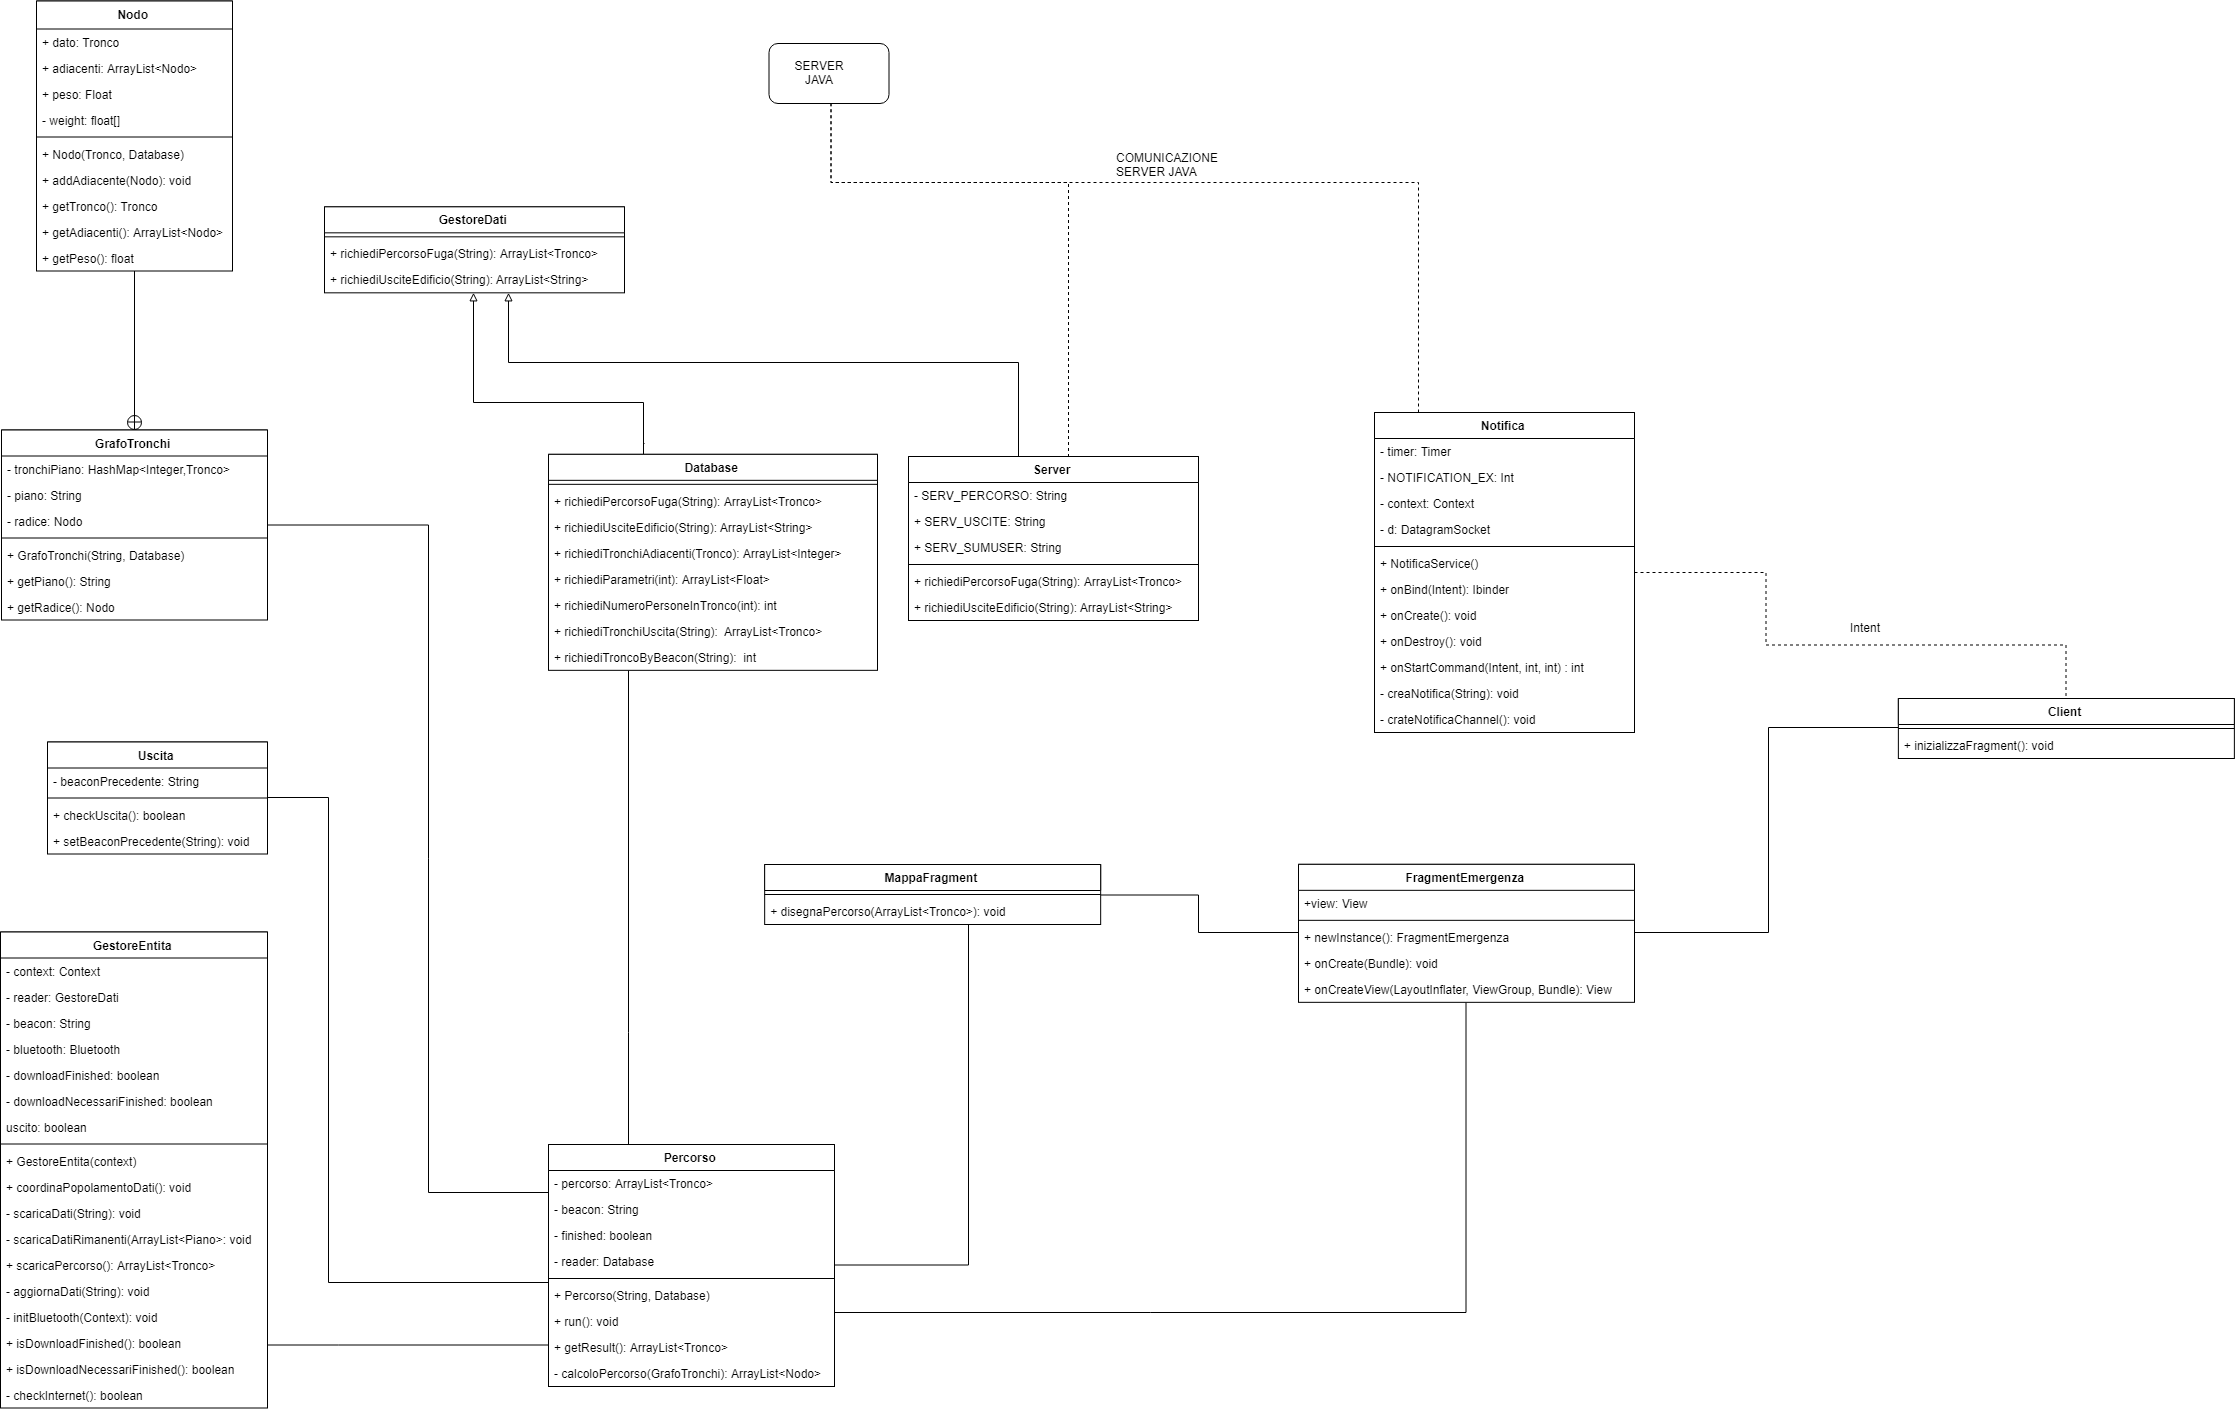 Nodo
+ dato: Tronco
+ adiacenti: ArrayList<Nodo>
+ peso: Float
- weight: float[]
+ Nodo(Tronco, Database)
+ addAdiacente(Nodo): void
+ getTronco(): Tronco
+ getAdiacenti(): ArrayList<Nodo>
+ getPeso(): float
SERVER
JAVA
COMUNICAZIONE
SERVER JAVA
GestoreDati
+ richiediPercorsoFuga(String): ArrayList<Tronco>
+ richiediUsciteEdificio(String): ArrayList<String>
GrafoTronchi
- tronchiPiano: HashMap<Integer,Tronco>
- piano: String
- radice: Nodo
+ GrafoTronchi(String, Database)
+ getPiano(): String
+ getRadice(): Nodo
Database
+ richiediPercorsoFuga(String): ArrayList<Tronco>
+ richiediUsciteEdificio(String): ArrayList<String>
+ richiediTronchiAdiacenti(Tronco): ArrayList<Integer>
+ richiediParametri(int): ArrayList<Float>
+ richiediNumeroPersoneInTronco(int): int
+ richiediTronchiUscita(String):  ArrayList<Tronco>
+ richiediTroncoByBeacon(String):  int
Server
- SERV_PERCORSO: String
+ SERV_USCITE: String
+ SERV_SUMUSER: String
+ richiediPercorsoFuga(String): ArrayList<Tronco>
+ richiediUsciteEdificio(String): ArrayList<String>
Notifica
- timer: Timer
- NOTIFICATION_EX: Int
- context: Context
- d: DatagramSocket
+ NotificaService()
+ onBind(Intent): Ibinder
+ onCreate(): void
+ onDestroy(): void
+ onStartCommand(Intent, int, int) : int
- creaNotifica(String): void
- crateNotificaChannel(): void
Intent
Client
+ inizializzaFragment(): void
Uscita
- beaconPrecedente: String
+ checkUscita(): boolean
+ setBeaconPrecedente(String): void
MappaFragment
+ disegnaPercorso(ArrayList<Tronco>): void
FragmentEmergenza
+view: View
+ newInstance(): FragmentEmergenza
+ onCreate(Bundle): void
+ onCreateView(LayoutInflater, ViewGroup, Bundle): View
GestoreEntita
- context: Context
- reader: GestoreDati
- beacon: String
- bluetooth: Bluetooth
- downloadFinished: boolean
- downloadNecessariFinished: boolean
uscito: boolean
+ GestoreEntita(context)
+ coordinaPopolamentoDati(): void
- scaricaDati(String): void
- scaricaDatiRimanenti(ArrayList<Piano>: void
+ scaricaPercorso(): ArrayList<Tronco>
- aggiornaDati(String): void
- initBluetooth(Context): void
+ isDownloadFinished(): boolean
+ isDownloadNecessariFinished(): boolean
- checkInternet(): boolean
Percorso
- percorso: ArrayList<Tronco>
- beacon: String
- finished: boolean
- reader: Database
+ Percorso(String, Database)
+ run(): void
+ getResult(): ArrayList<Tronco>
- calcoloPercorso(GrafoTronchi): ArrayList<Nodo>